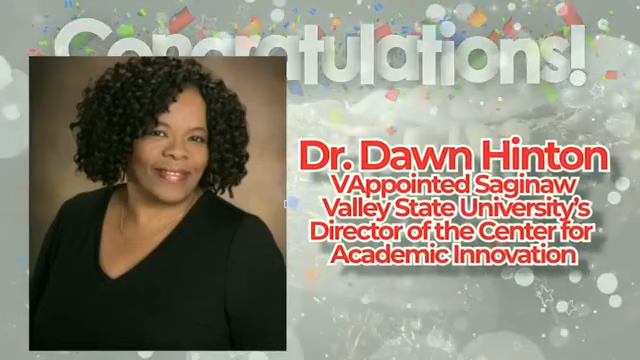 Congratulations!
Dr. Dawn Hinton
VAppointed Saginaw
Valley State University's
Director of the Center for
Academic Innovation